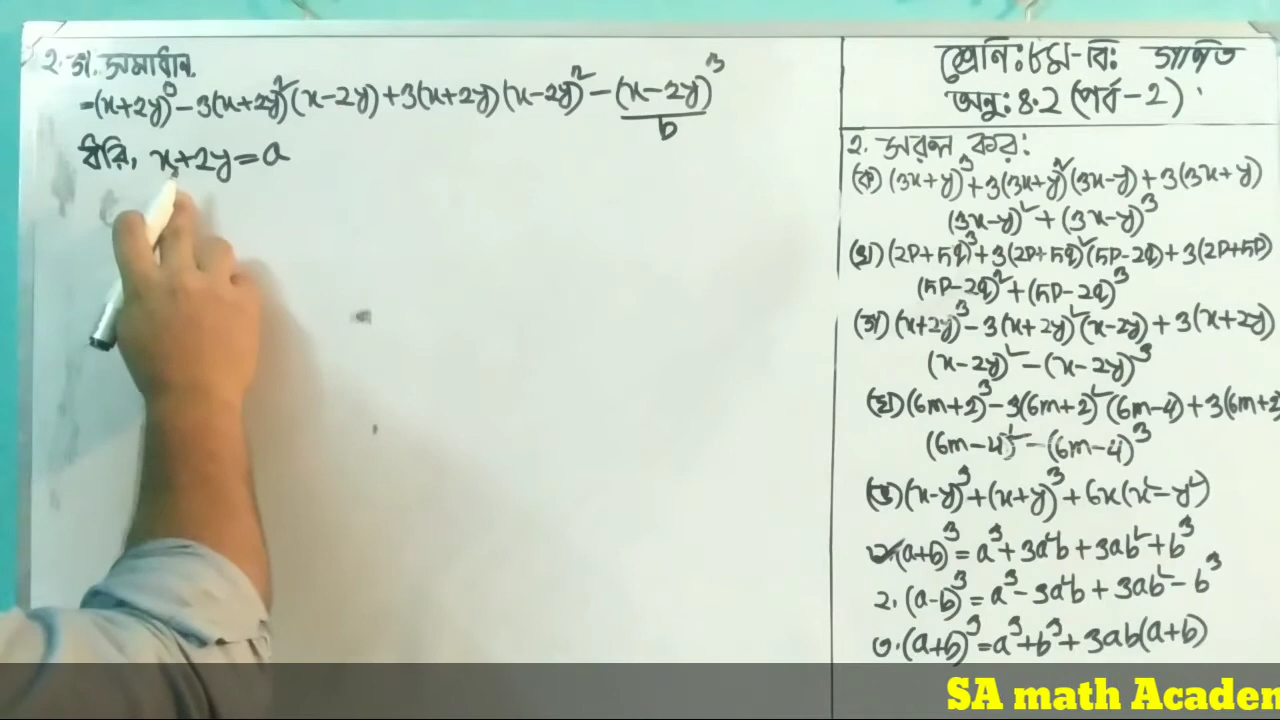 ২. গ. সমাধান.
=(x+2y)³-3(x+2y)²(x-2y)+3(x+2y)(x-2y)²-(x-2y)³
b
ধরি, x+2y=a
শ্রেণি: ৮ম-বি: গণিত
অনু: ৪.২ (পর্ব-2)
২. সরল কর:
(ক) (3x+y)³+3(3x+y)²(3x-y)+3(3x+y)
(3x-y)²+(3x-y)³
(খ) (2p+5q)³+3(2p+5q)²(5p-2q)+3(2p+5p)
(5p-2q)²+(5p-2q)³
(গ) (x+2y)³-3(x+2y)²(x-2y)+3(x+2y)
(x-2y)²-(x-2y)³
(ঘ) (6m+2)³-3(6m+2)²(6m-4)+3(6m+2
(6m-4)²-(6m-4)³
(ঙ) (x-y)³+(x+y)³+6x(x²-y²)
১. (a+b)³=a³+3a²b+3ab²+b³
২. (a-b)³=a³-3a²b+3ab²-b³
৩. (a+b)³=a³+b³+3ab(a+b)
SA math Academ